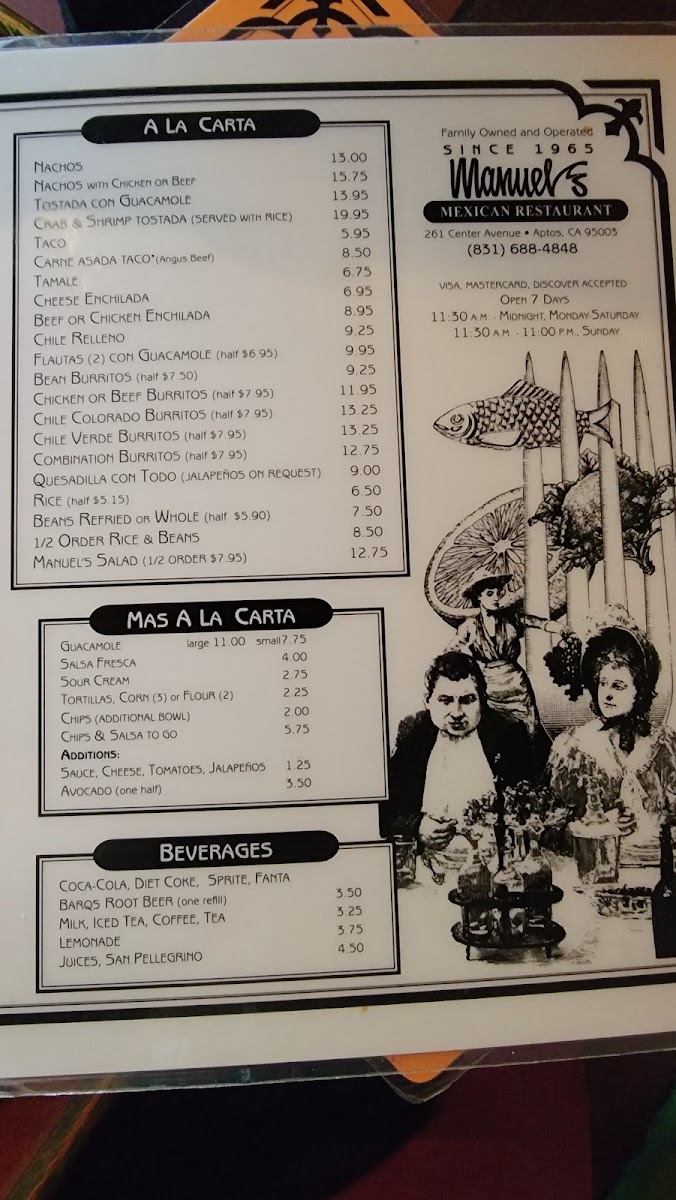 A La Carta
Nachos 13.00
Nachos with Chicken or Beef 15.75
Tostada con Guacamole 13.95
Crab & Shrimp tostada (served with rice) 19.95
Taco 5.95
Carne asada taco*(Angus Beef) 8.50
Tamale 6.75
Cheese Enchilada 6.95
Beef or Chicken Enchilada 8.95
Chile Relleno 9.25
Flautas (2) con Guacamole (half $6.95) 9.95
Bean Burritos (half $7.50) 9.25
Chicken or Beef Burritos (half $7.95) 11.95
Chile Colorado Burritos (half $7.95) 13.25
Chile Verde Burritos (half $7.95) 13.25
Combination Burritos (half $7.95) 12.75
Quesadilla con Todo (jalapeños on request) 9.00
Rice (half $5.15) 6.50
Beans Refried or Whole (half $5.90) 7.50
1/2 Order Rice & Beans 8.50
Manuel's Salad (1/2 order $7.95) 12.75
Mas A La Carta
Guacamole large 11.00 small 7.75
Salsa Fresca 4.00
Sour Cream 2.75
Tortillas, Corn (3) or Flour (2) 2.25
Chips (additional bowl) 2.00
Chips & Salsa to go 5.75
Additions:
Sauce, Cheese, Tomatoes, Jalapeños 1.25
Avocado (one half) 3.50
Beverages
Coca-Cola, Diet Coke, Sprite, Fanta
Barqs Root Beer (one refill) 3.50
Milk, Iced Tea, Coffee, Tea 3.25
Lemonade 3.75
Juices, San Pellegrino 4.50
Family Owned and Operated
SINCE 1965
Manuel's
MEXICAN RESTAURANT
261 Center Avenue • Aptos, CA 95003
(831) 688-4848
Visa, Mastercard, Discover accepted
Open 7 Days
11:30 a.m. - Midnight, Monday-Saturday
11:30 a.m. - 11:00 p.m., Sunday